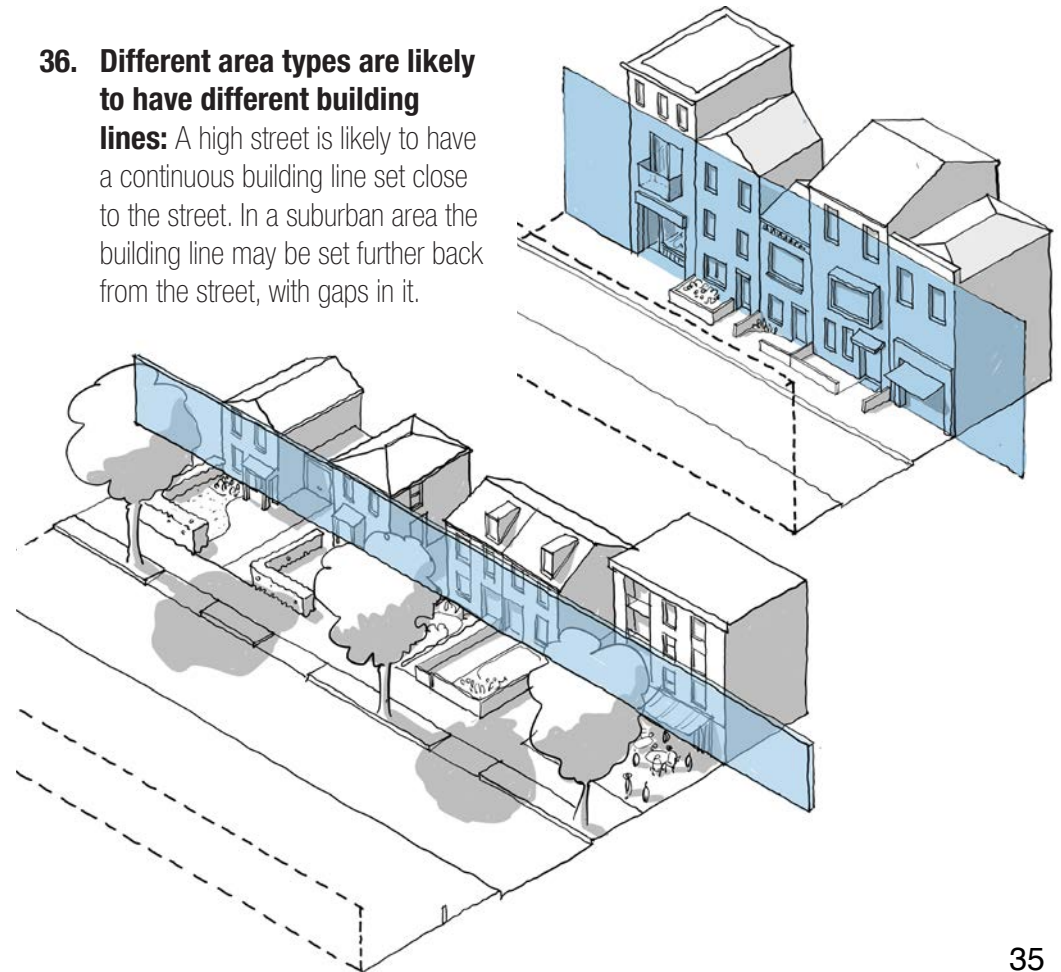 36. Different area types are likely
to have different building
lines: A high street is likely to have
a continuous building line set close
to the street. In a suburban area the
building line may be set further back
from the street, with gaps in it.
35